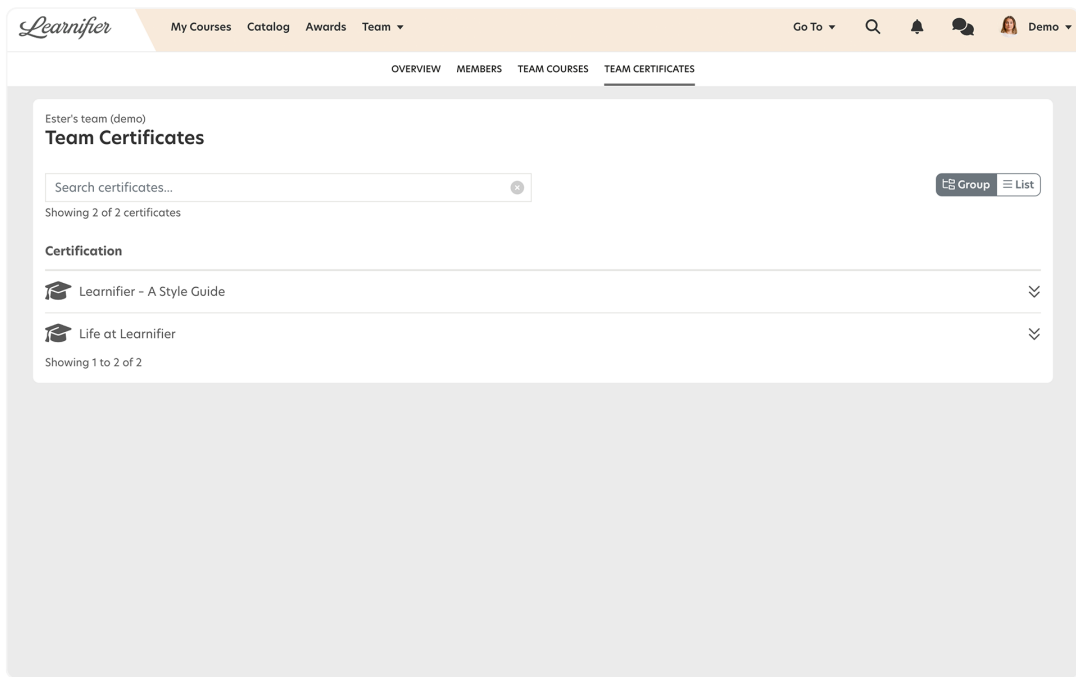 Learnifier
My Courses Catalog Awards Team Go To Demo
OVERVIEW MEMBERS TEAM COURSES TEAM CERTIFICATES
Ester's team (demo)
Team Certificates
Search certificates...
Group List
Showing 2 of 2 certificates
Certification
Learnifier – A Style Guide
Life at Learnifier
Showing 1 to 2 of 2